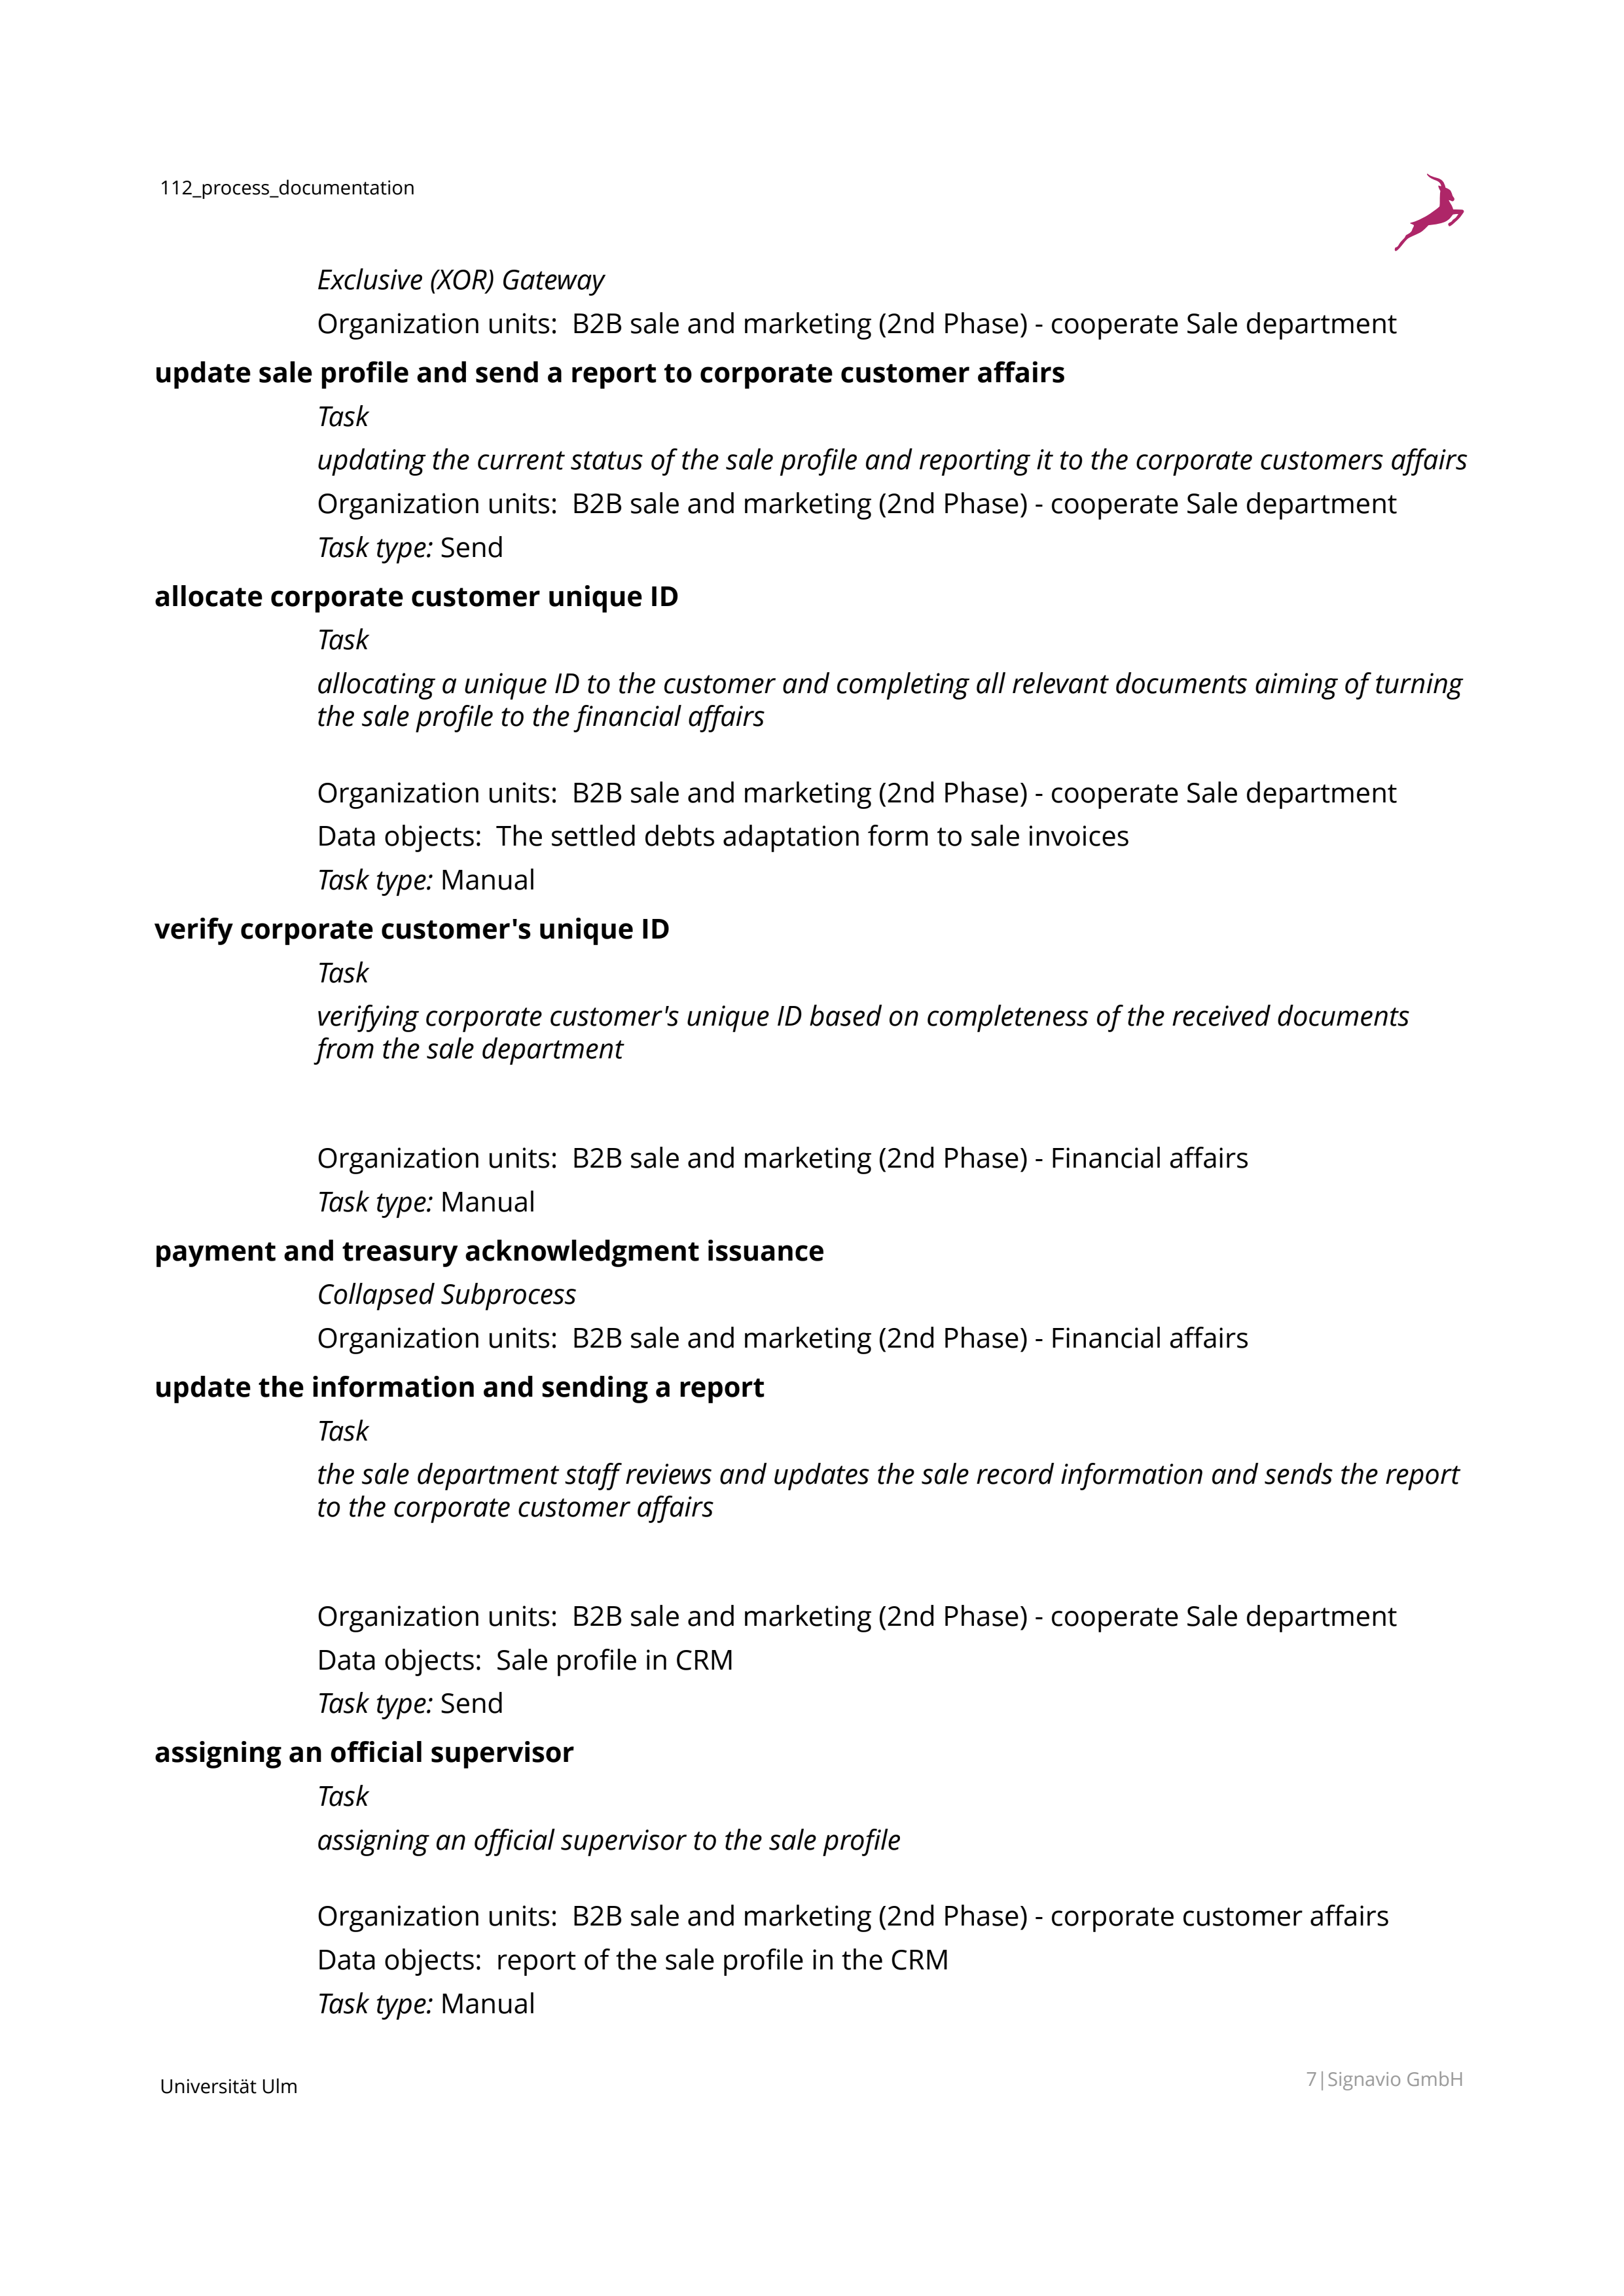 112_process_documentation
Exclusive (XOR) Gateway
Organization units:  B2B sale and marketing (2nd Phase) - cooperate Sale department
update sale profile and send a report to corporate customer affairs
Task
updating the current status of the sale profile and reporting it to the corporate customers affairs
Organization units:  B2B sale and marketing (2nd Phase) - cooperate Sale department
Task type: Send
allocate corporate customer unique ID
Task
allocating a unique ID to the customer and completing all relevant documents aiming of turning
the sale profile to the financial affairs
Organization units:  B2B sale and marketing (2nd Phase) - cooperate Sale department
Data objects:  The settled debts adaptation form to sale invoices
Task type: Manual
verify corporate customer's unique ID
Task
verifying corporate customer's unique ID based on completeness of the received documents
from the sale department
Organization units:  B2B sale and marketing (2nd Phase) - Financial affairs
Task type: Manual
payment and treasury acknowledgment issuance
Collapsed Subprocess
Organization units:  B2B sale and marketing (2nd Phase) - Financial affairs
update the information and sending a report
Task
the sale department staff reviews and updates the sale record information and sends the report
to the corporate customer affairs
Organization units:  B2B sale and marketing (2nd Phase) - cooperate Sale department
Data objects:  Sale profile in CRM
Task type: Send
assigning an official supervisor
Task
assigning an official supervisor to the sale profile
Organization units:  B2B sale and marketing (2nd Phase) - corporate customer affairs
Data objects:  report of the sale profile in the CRM
Task type: Manual
Universität Ulm
7|Signavio GmbH